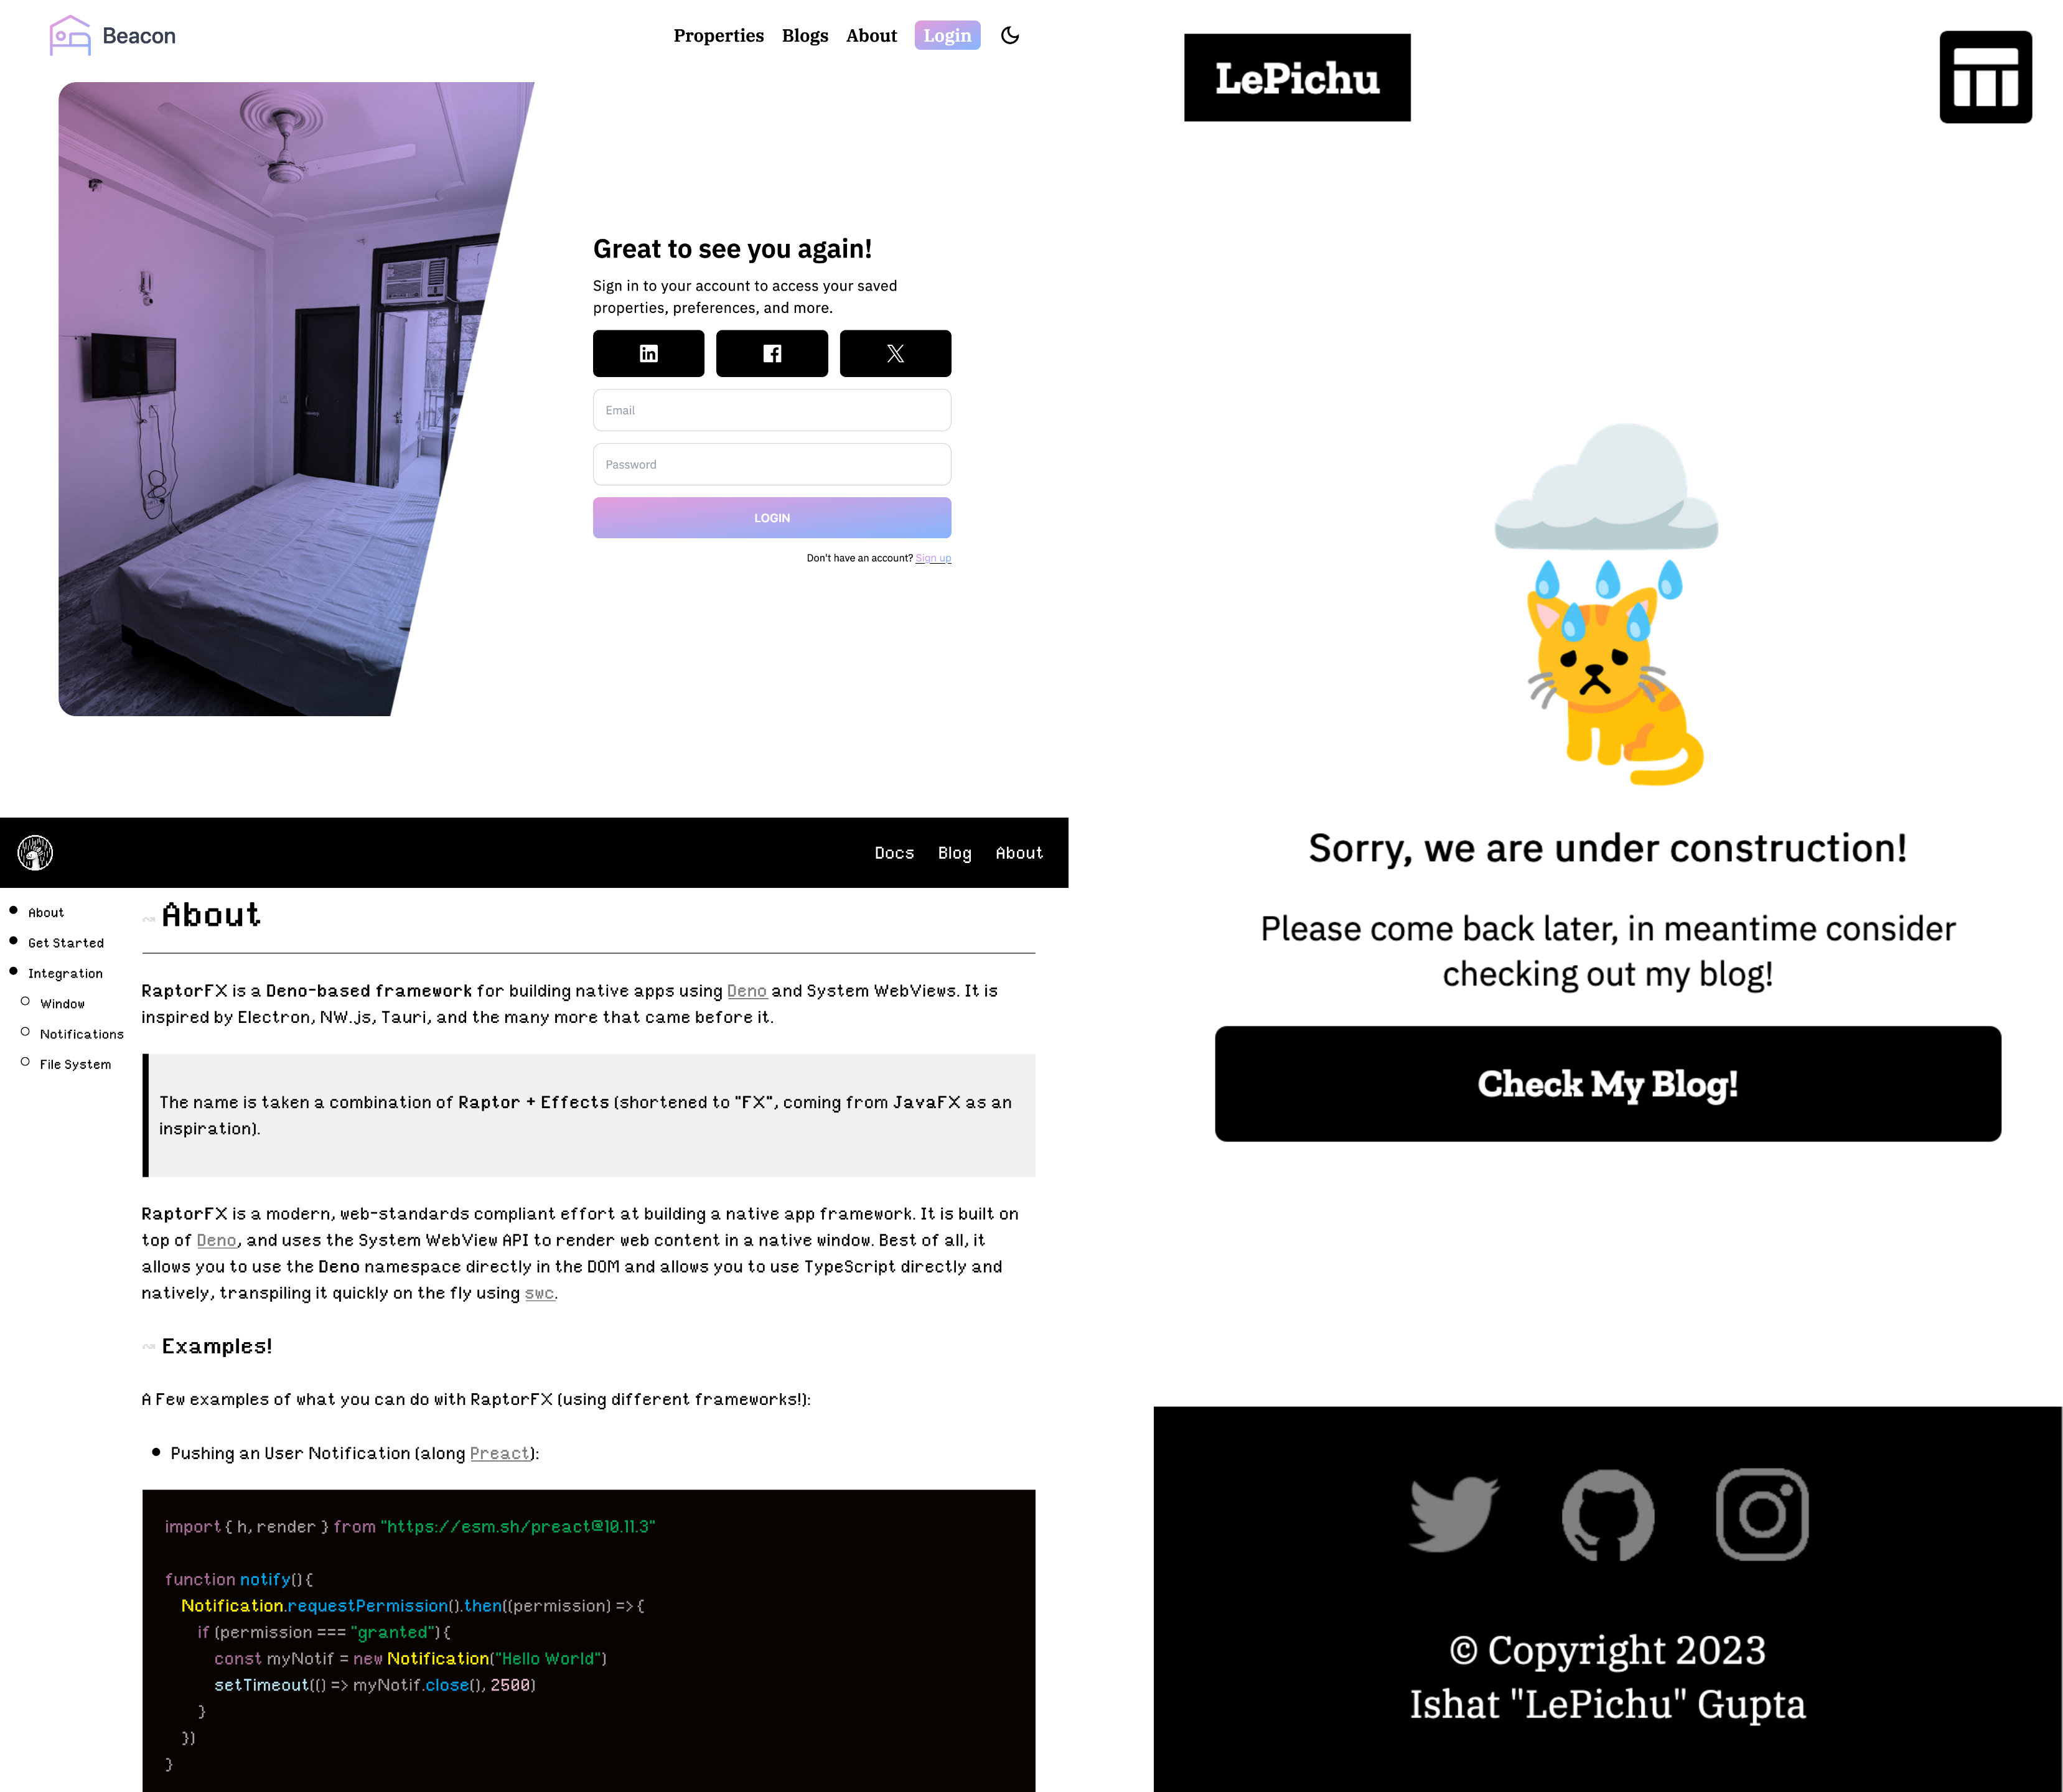 Beacon
Properties Blogs About Login
Great to see you again!
Sign in to your account to access your saved
properties, preferences, and more.
Email
Password
LOGIN
Don't have an account? Sign up
Docs Blog About
About
Get Started
Integration
Window
Notifications
File System
About
RaptorFX is a Deno-based framework for building native apps using Deno and System WebViews. It is
inspired by Electron, NW.js, Tauri, and the many more that came before it.
The name is taken a combination of Raptor + Effects (shortened to "FX", coming from JavaFX as an
inspiration).
RaptorFX is a modern, web-standards compliant effort at building a native app framework. It is built on
top of Deno, and uses the System WebView API to render web content in a native window. Best of all, it
allows you to use the Deno namespace directly in the DOM and allows you to use TypeScript directly and
natively, transpiling it quickly on the fly using swc.
Examples!
A Few examples of what you can do with RaptorFX (using different frameworks!):
Pushing an User Notification (along Preact):
import { h, render } from "https://esm.sh/preact@10.11.3"
function notify() {
Notification.requestPermission().then((permission) => {
if (permission === "granted") {
const myNotif = new Notification("Hello World")
setTimeout(() => myNotif.close(), 2500)
}
})
}
LePichu
Sorry, we are under construction!
Please come back later, in meantime consider
checking out my blog!
Check My Blog!
© Copyright 2023
Ishat "LePichu" Gupta